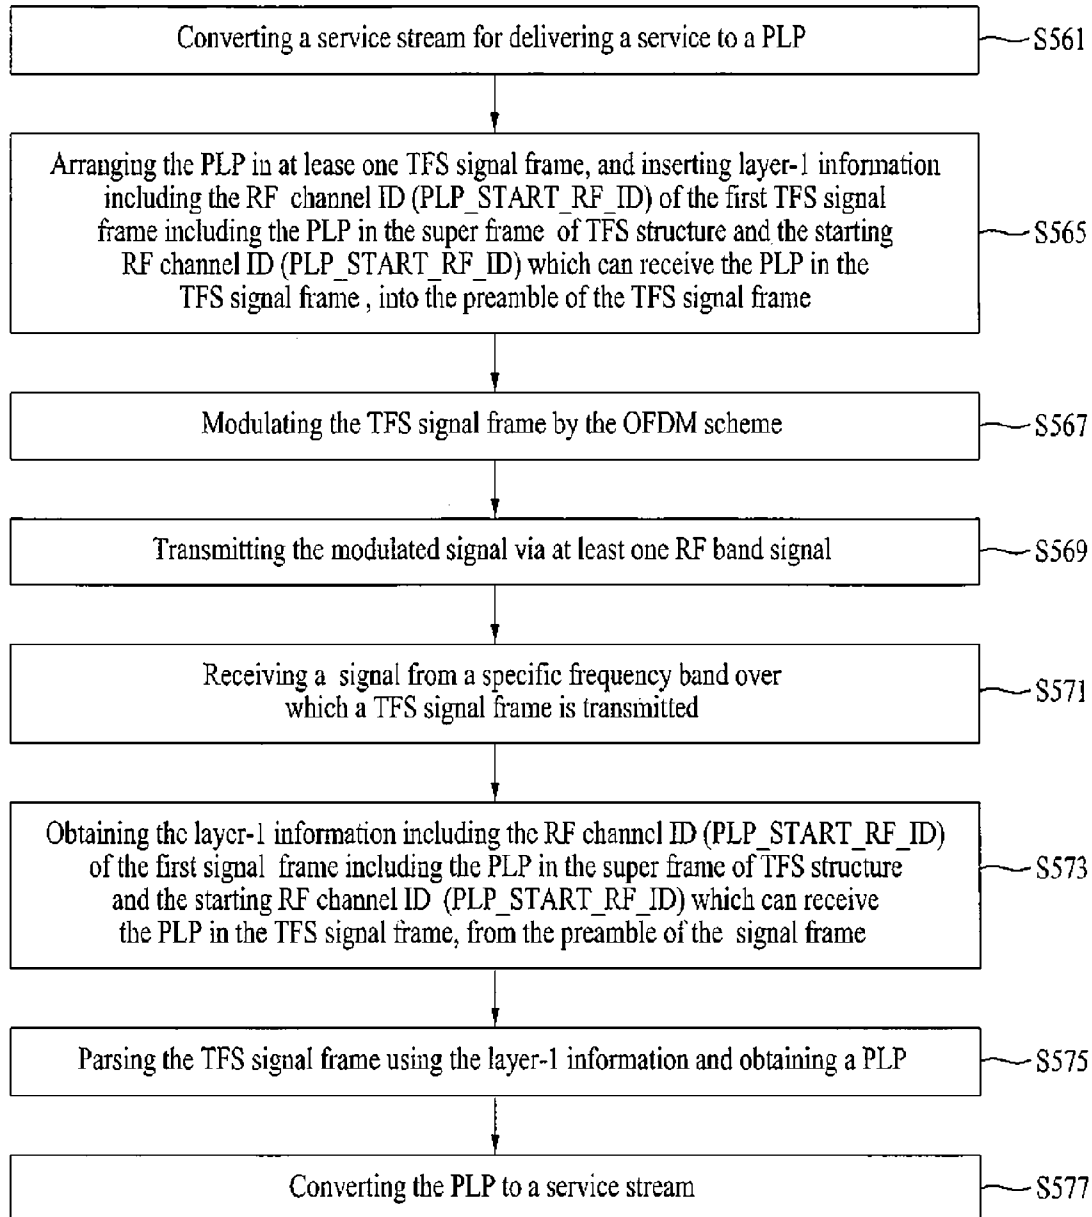 Converting a service stream for delivering a service to a PLP
S561
Arranging the PLP in at lease one TFS signal frame, and inserting layer-1 information
including the RF channel ID (PLP_START_RF_ID) of the first TFS signal
frame including the PLP in the super frame of TFS structure and the starting
RF channel ID (PLP_START_RF_ID) which can receive the PLP in the
TFS signal frame , into the preamble of the TFS signal frame
S565
Modulating the TFS signal frame by the OFDM scheme
S567
Transmitting the modulated signal via at least one RF band signal
S569
Receiving a signal from a specific frequency band over
which a TFS signal frame is transmitted
S571
Obtaining the layer-1 information including the RF channel ID (PLP_START_RF_ID)
of the first signal frame including the PLP in the super frame of TFS structure
and the starting RF channel ID (PLP_START_RF_ID) which can receive
the PLP in the TFS signal frame, from the preamble of the signal frame
S573
Parsing the TFS signal frame using the layer-1 information and obtaining a PLP
S575
Converting the PLP to a service stream
S577